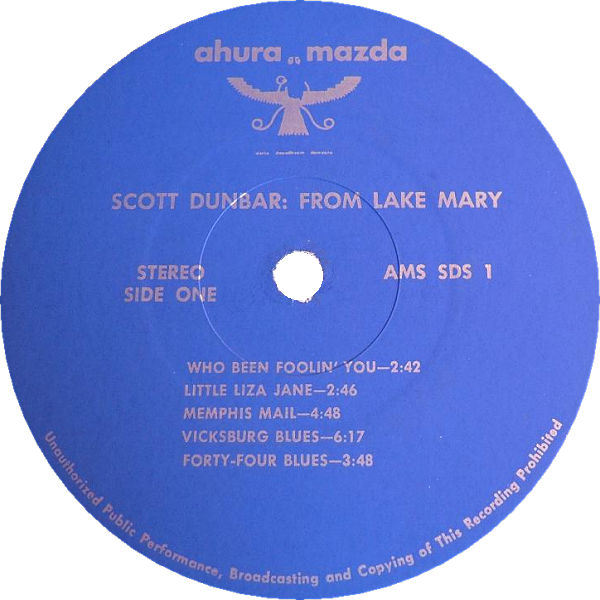 ahura mazda
SCOTT DUNBAR: FROM LAKE MARY
STEREO
SIDE ONE
AMS SDS 1
WHO BEEN FOOLIN' YOU—2:42
LITTLE LIZA JANE—2:46
MEMPHIS MAIL—4:48
VICKSBURG BLUES—6:17
FORTY-FOUR BLUES—3:48
Unauthorized Public Performance, Broadcasting and Copying of This Recording Prohibited